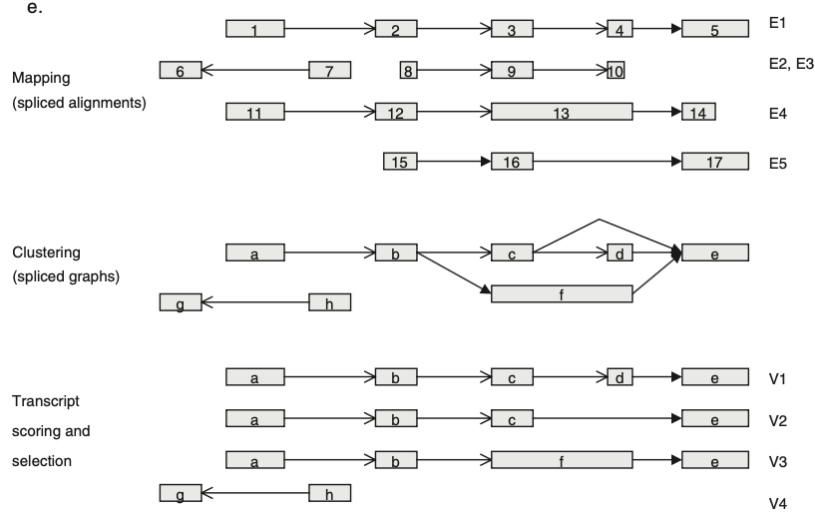 e.
1 2 3 4 5 E1
6 7 8 9 10 E2, E3
Mapping
(spliced alignments)
11 12 13 14 E4
15 16 17 E5
Clustering
(spliced graphs)
a b c d e
f
g h
a b c d e V1
Transcript
a b c e V2
scoring and
selection
a b f e V3
g h V4